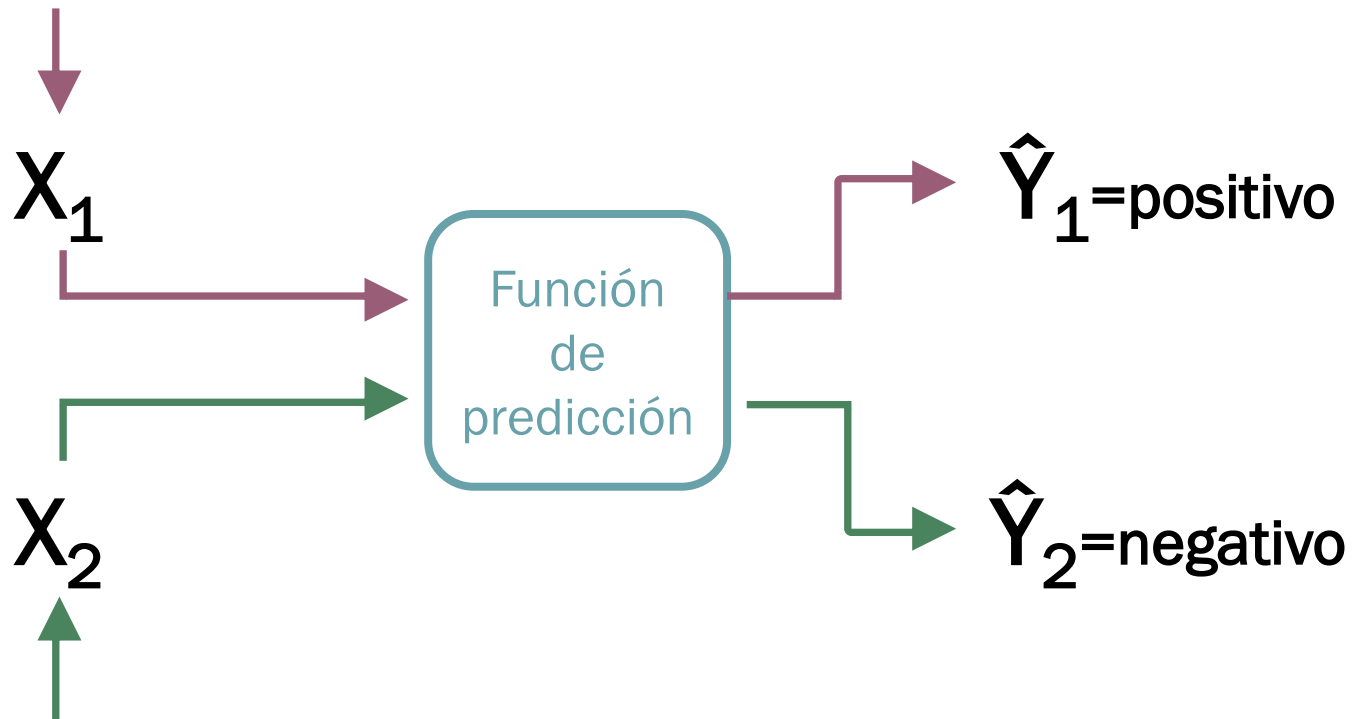 X₁
Ŷ₁=positivo
Función
de
predicción
X₂
Ŷ₂=negativo